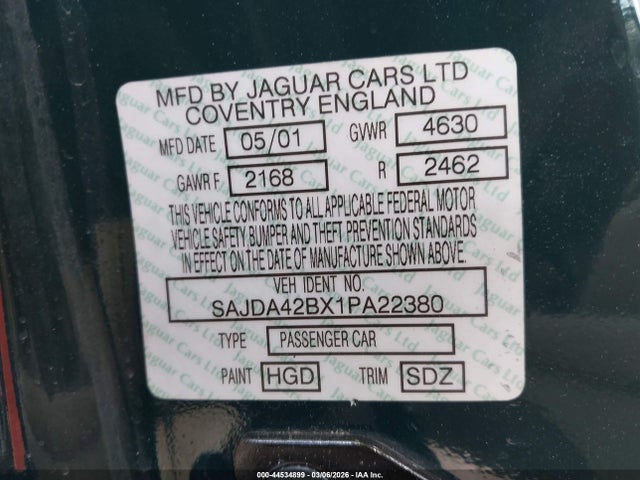 MFD BY JAGUAR CARS LTD
COVENTRY ENGLAND
MFD DATE 05/01 GVWR 4630
GAWR F 2168 R 2462
THIS VEHICLE CONFORMS TO ALL APPLICABLE FEDERAL MOTOR
VEHICLE SAFETY, BUMPER AND THEFT PREVENTION STANDARDS
IN EFFECT ON THE DATE OF MANUFACTURE SHOWN ABOVE.
VEH IDENT NO.
SAJDA42BX1PA22380
TYPE PASSENGER CAR
PAINT HGD TRIM SDZ
000-44534899 - 03/06/2026 - © IAA, Inc.